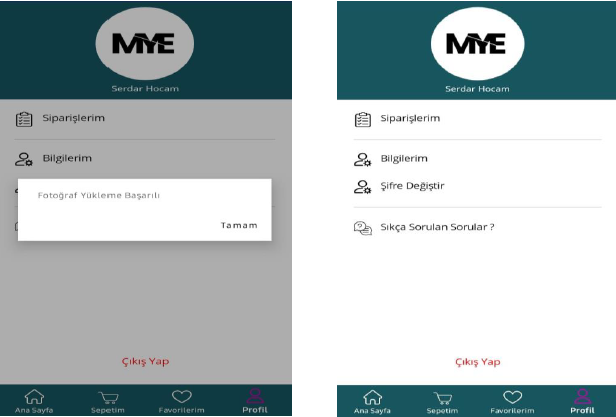 MYE
Serdar Hocam
Siparişlerim
Bilgilerim
Fotoğraf Yükleme Başarılı
Tamam
Çıkış Yap
Ana Sayfa
Sepetim
Favorilerim
Profil
MYE
Serdar Hocam
Siparişlerim
Bilgilerim
Şifre Değiştir
Sıkça Sorulan Sorular ?
Çıkış Yap
Ana Sayfa
Sepetim
Favorilerim
Profil